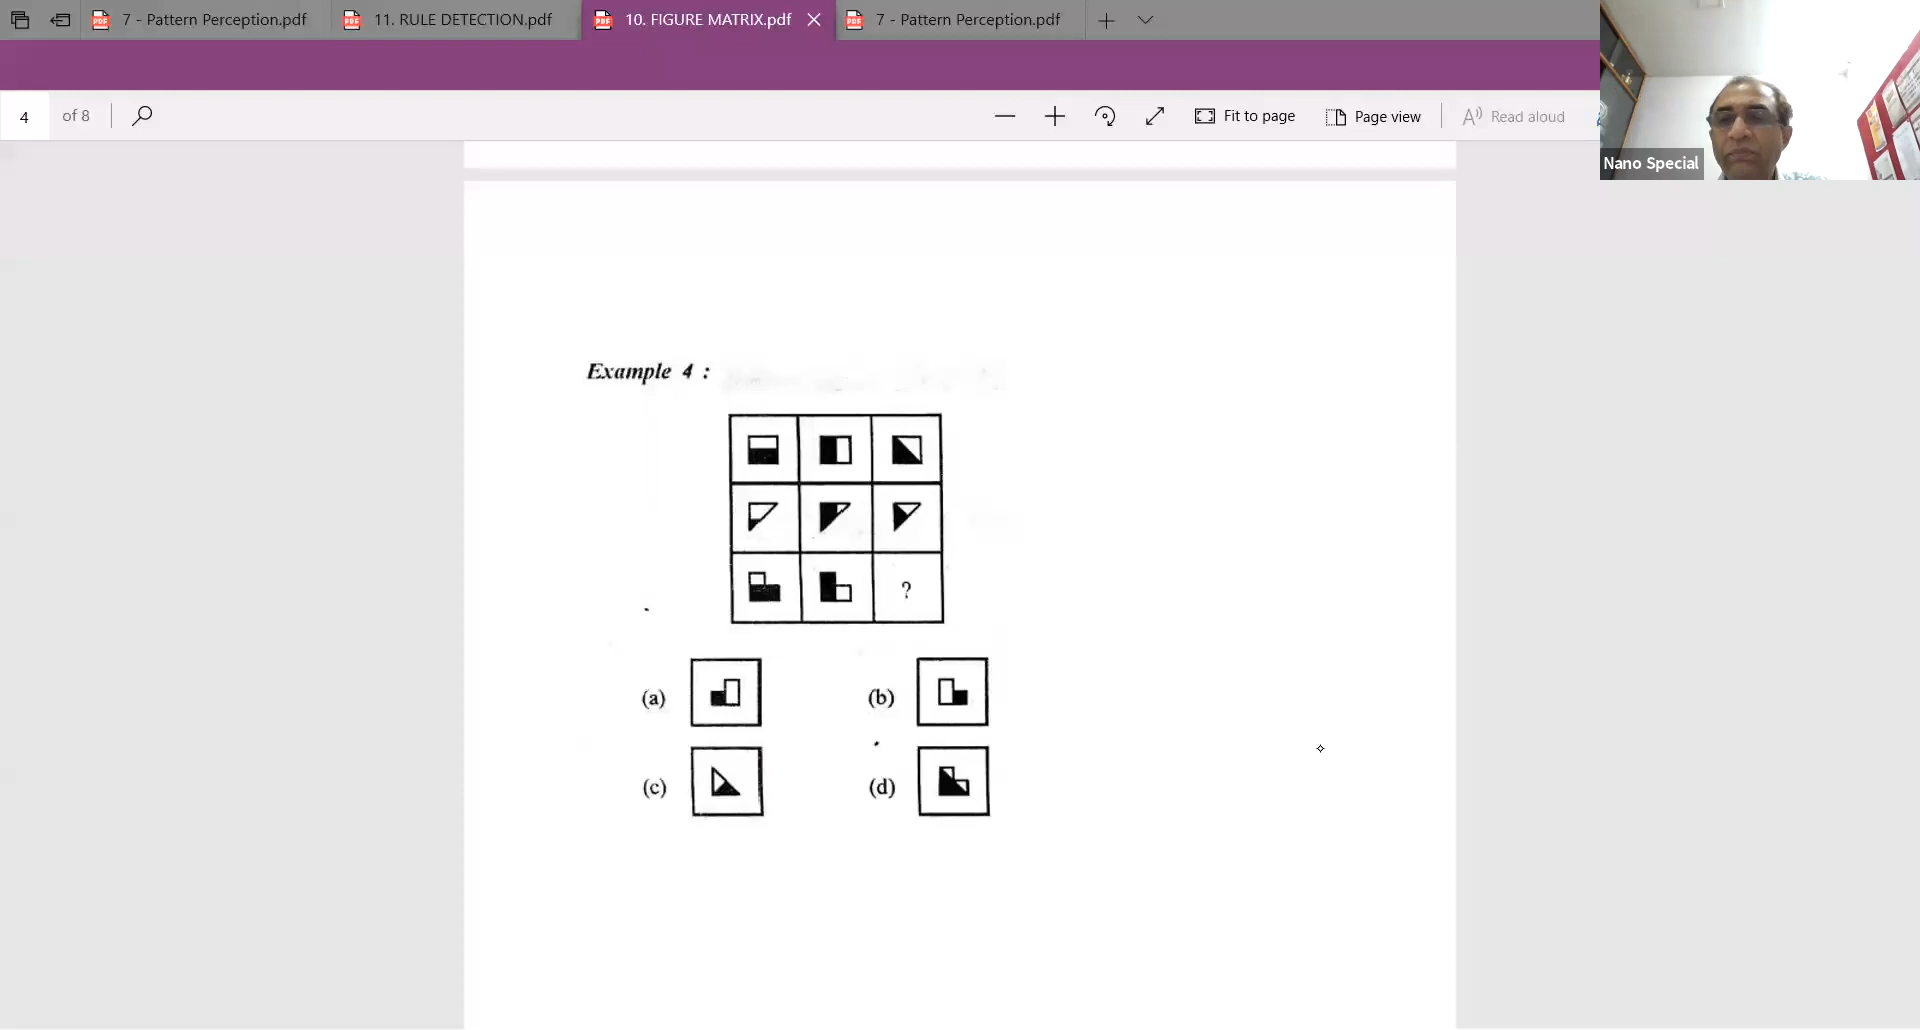 7 - Pattern Perception.pdf
11. RULE DETECTION.pdf
10. FIGURE MATRIX.pdf
7 - Pattern Perception.pdf
4 of 8
Fit to page
Page view
Read aloud
Nano Special
Example 4 :
?
(a)
(b)
(c)
(d)